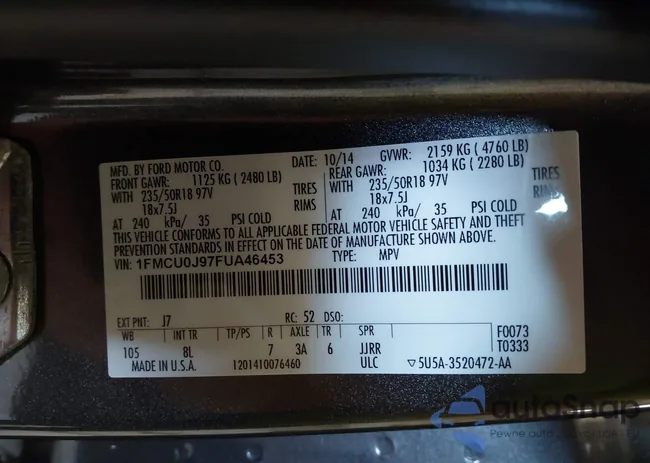 MFD. BY FORD MOTOR CO. DATE: 10/14 GVWR: 2159 KG ( 4760 LB)
FRONT GAWR: 1125 KG ( 2480 LB) REAR GAWR: 1034 KG ( 2280 LB)
WITH 235/50R18 97V TIRES WITH 235/50R18 97V TIRES
18x7.5J RIMS 18x7.5J RIMS
AT 240 kPa/ 35 PSI COLD AT 240 kPa/ 35 PSI COLD
THIS VEHICLE CONFORMS TO ALL APPLICABLE FEDERAL MOTOR VEHICLE SAFETY AND THEFT
PREVENTION STANDARDS IN EFFECT ON THE DATE OF MANUFACTURE SHOWN ABOVE.
VIN: 1FMCU0J97FUA46453 TYPE: MPV
EXT PNT: J7 RC: 52 DSO:
WB INT TR TP/PS R AXLE TR SPR F0073
105 8L 7 3A 6 JJRR T0333
MADE IN U.S.A. 1201410076460 ULC ▽5U5A-3520472-AA
autoSnap
Pewne auto